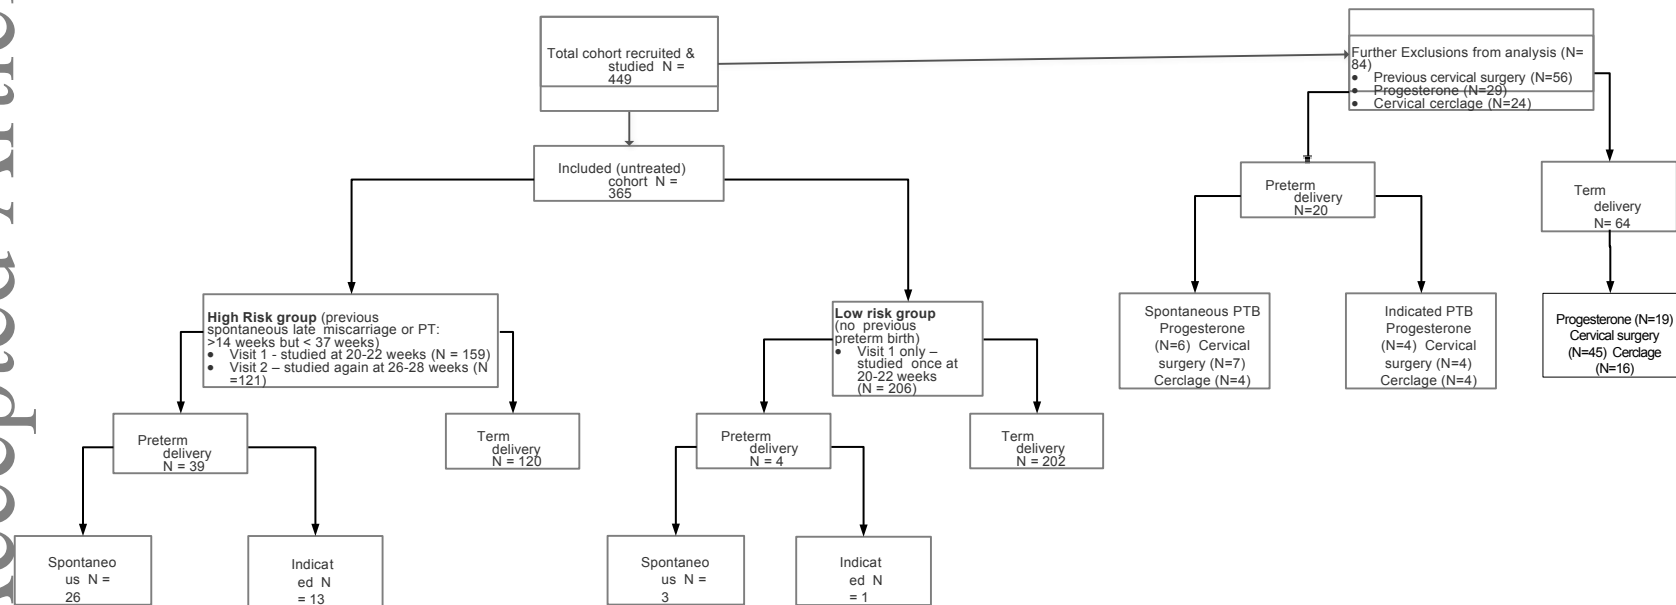 Total cohort recruited &
studied N =
449
Further Exclusions from analysis (N=
84)
• Previous cervical surgery (N=56)
• Progesterone (N=29)
• Cervical cerclage (N=24)
Included (untreated)
cohort N =
365
Preterm
delivery
N=20
Term
delivery
N= 64
High Risk group (previous
spontaneous late miscarriage or PT:
>14 weeks but < 37 weeks)
• Visit 1 - studied at 20-22 weeks (N = 159)
• Visit 2 – studied again at 26-28 weeks (N
=121)
Low risk group
(no previous
preterm birth)
• Visit 1 only –
studied once at
20-22 weeks
(N = 206)
Spontaneous PTB
Progesterone
(N=6) Cervical
surgery (N=7)
Cerclage (N=4)
Indicated PTB
Progesterone
(N=4) Cervical
surgery (N=4)
Cerclage (N=4)
Progesterone (N=19)
Cervical surgery
(N=45) Cerclage
(N=16)
Preterm
delivery
N = 39
Term
delivery
N = 120
Preterm
delivery
N = 4
Term
delivery
N = 202
Spontaneo
us N =
26
Indicat
ed N
= 13
Spontaneo
us N =
3
Indicat
ed N
= 1